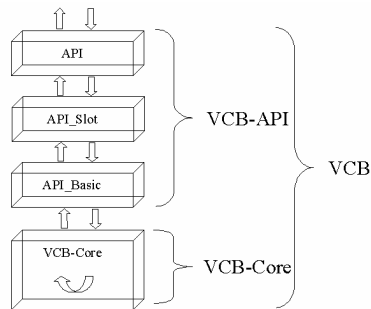 API
API_Slot
VCB-API
VCB
API_Basic
VCB-Core
VCB-Core